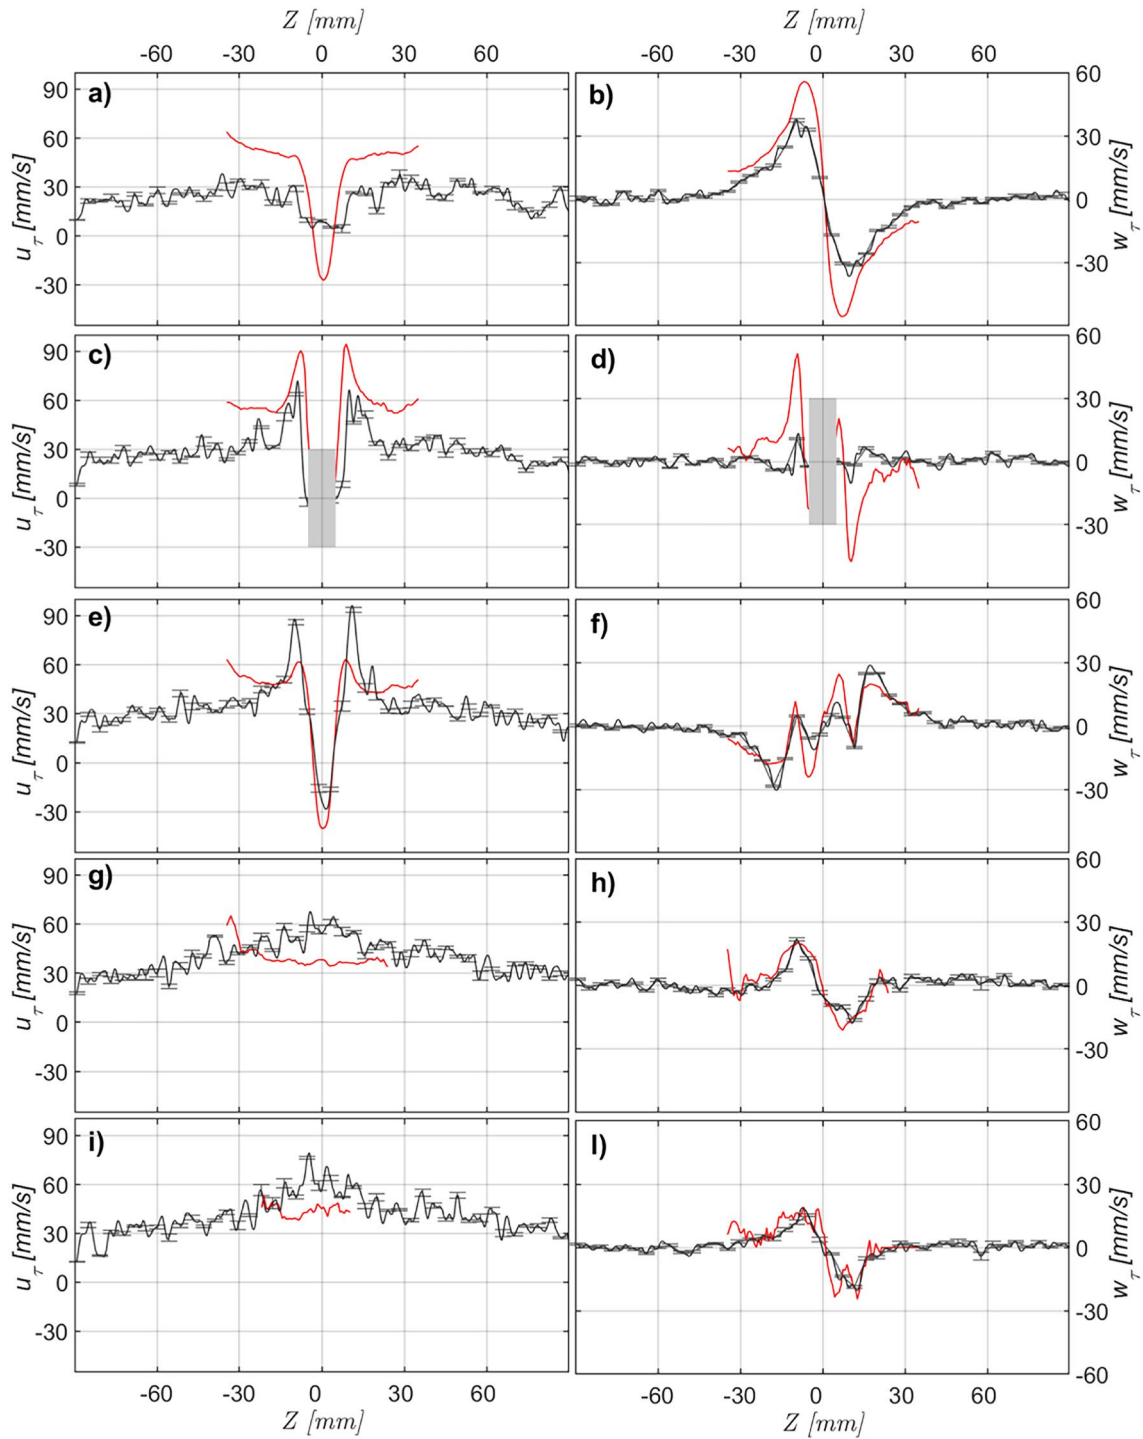 Z [mm] Z [mm]
-60 -30 0 30 60 -60 -30 0 30 60
a) b)
90 60 30 0 -30
u_τ [mm/s]
60 30 0 -30
w_τ [mm/s]
c) d)
90 60 30 0 -30
u_τ [mm/s]
60 30 0 -30
w_τ [mm/s]
e) f)
90 60 30 0 -30
u_τ [mm/s]
60 30 0 -30
w_τ [mm/s]
g) h)
90 60 30 0 -30
u_τ [mm/s]
60 30 0 -30
w_τ [mm/s]
i) l)
90 60 30 0 -30
u_τ [mm/s]
60 30 0 -30 -60
w_τ [mm/s]
-60 -30 0 30 60 -60 -30 0 30 60
Z [mm] Z [mm]